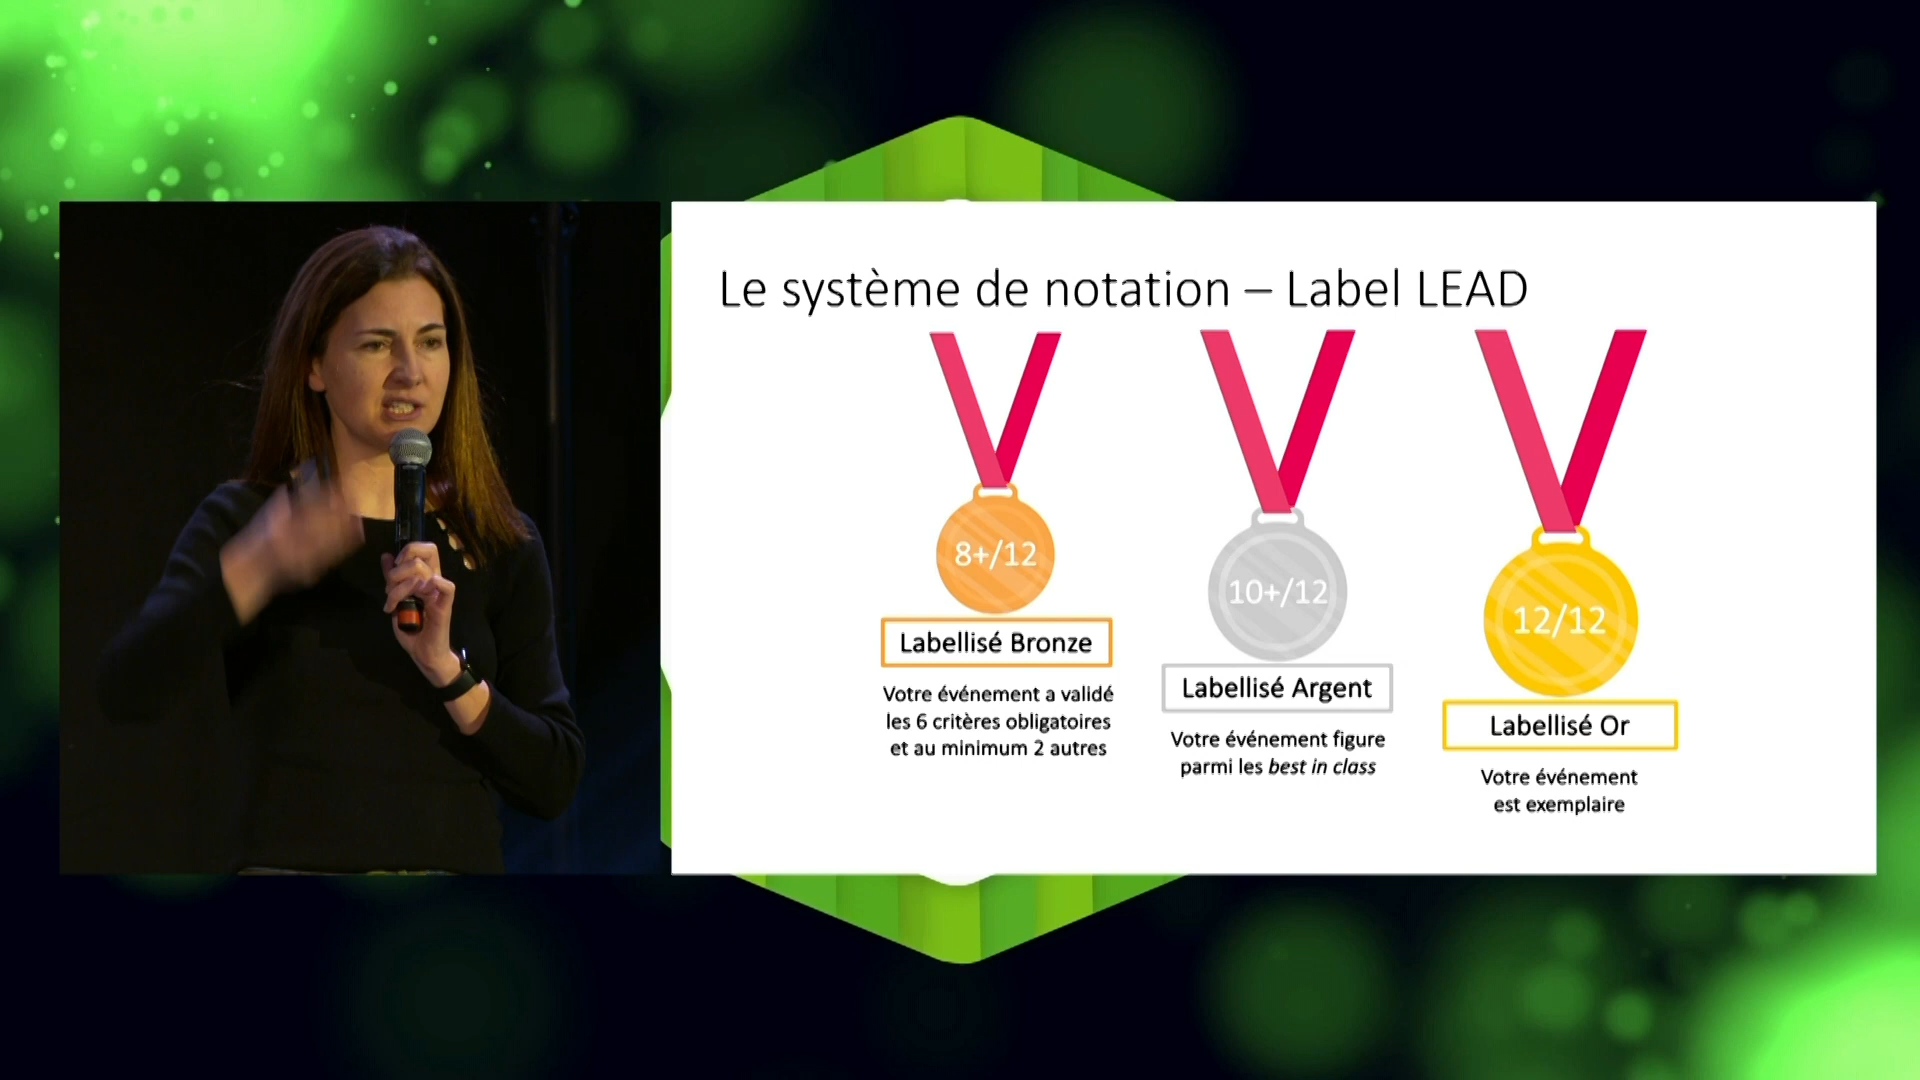 Le système de notation – Label LEAD
8+/12
Labellisé Bronze
Votre événement a validé
les 6 critères obligatoires
et au minimum 2 autres
10+/12
Labellisé Argent
Votre événement figure
parmi les best in class
12/12
Labellisé Or
Votre événement
est exemplaire